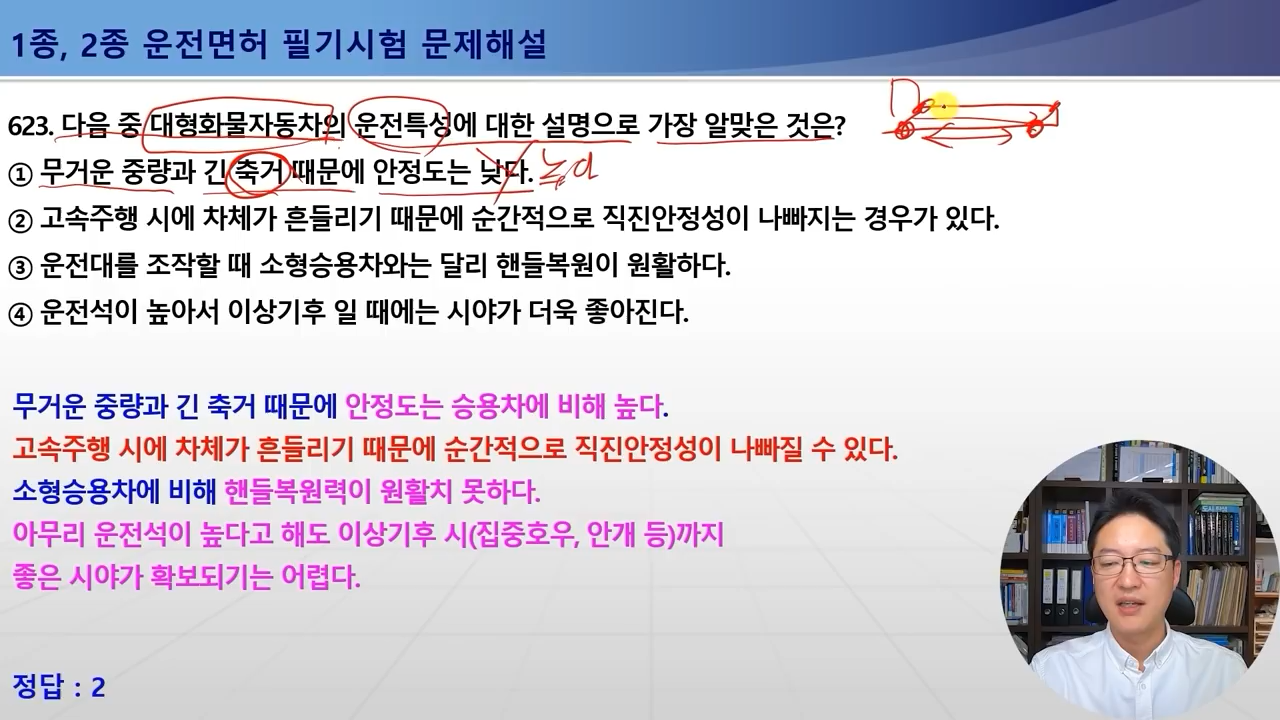 1종, 2종 운전면허 필기시험 문제해설
623. 다음 중 대형화물자동차의 운전특성에 대한 설명으로 가장 알맞은 것은?
① 무거운 중량과 긴 축거 때문에 안정도는 낮다. 높다
② 고속주행 시에 차체가 흔들리기 때문에 순간적으로 직진안정성이 나빠지는 경우가 있다.
③ 운전대를 조작할 때 소형승용차와는 달리 핸들복원이 원활하다.
④ 운전석이 높아서 이상기후 일 때에는 시야가 더욱 좋아진다.
무거운 중량과 긴 축거 때문에 안정도는 승용차에 비해 높다.
고속주행 시에 차체가 흔들리기 때문에 순간적으로 직진안정성이 나빠질 수 있다.
소형승용차에 비해 핸들복원력이 원활치 못하다.
아무리 운전석이 높다고 해도 이상기후 시(집중호우, 안개 등)까지
좋은 시야가 확보되기는 어렵다.
정답 : 2